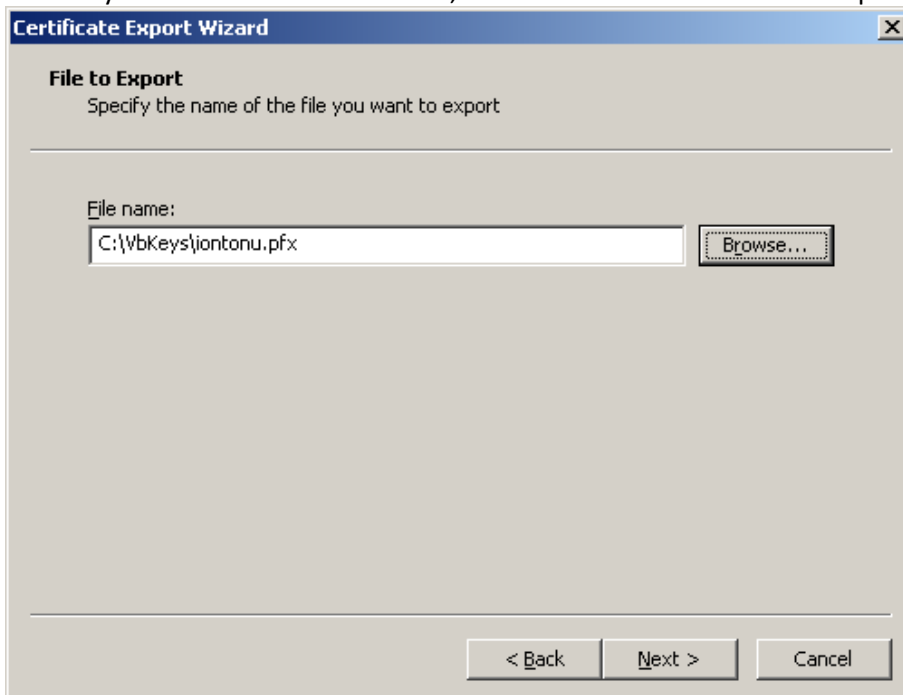 Certificate Export Wizard
File to Export
Specify the name of the file you want to export
File name:
C:\VbKeys\iontonu.pfx
Browse...
< Back
Next >
Cancel